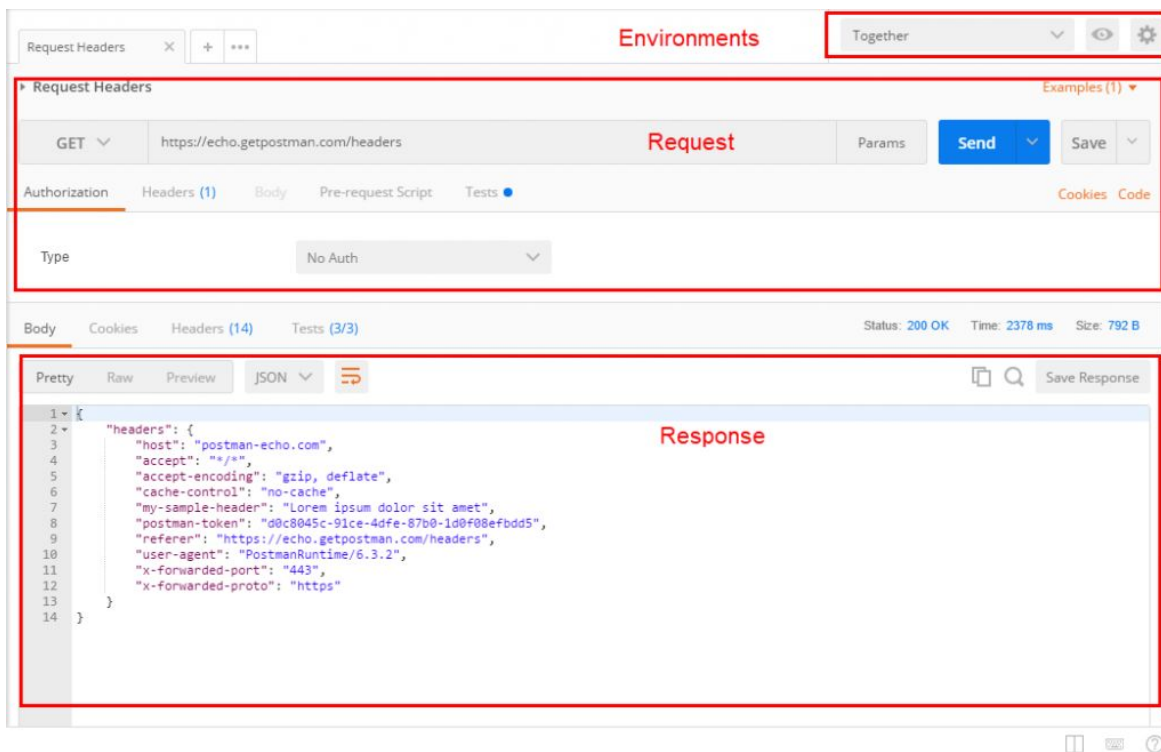 Request Headers
Environments
Together
Request Headers
Examples (1)
GET
https://echo.getpostman.com/headers
Request
Params
Send
Save
Authorization
Headers (1)
Body
Pre-request Script
Tests
Cookies Code
Type
No Auth
Body
Cookies
Headers (14)
Tests (3/3)
Status: 200 OK
Time: 2378 ms
Size: 792 B
Pretty
Raw
Preview
JSON
Save Response
Response
1 {
2 "headers": {
3 "host": "postman-echo.com",
4 "accept": "*/*",
5 "accept-encoding": "gzip, deflate",
6 "cache-control": "no-cache",
7 "my-sample-header": "Lorem ipsum dolor sit amet",
8 "postman-token": "d0c8045c-91ce-4dfe-87b0-1d0f08efbdd5",
9 "referer": "https://echo.getpostman.com/headers",
10 "user-agent": "PostmanRuntime/6.3.2",
11 "x-forwarded-port": "443",
12 "x-forwarded-proto": "https"
13 }
14 }